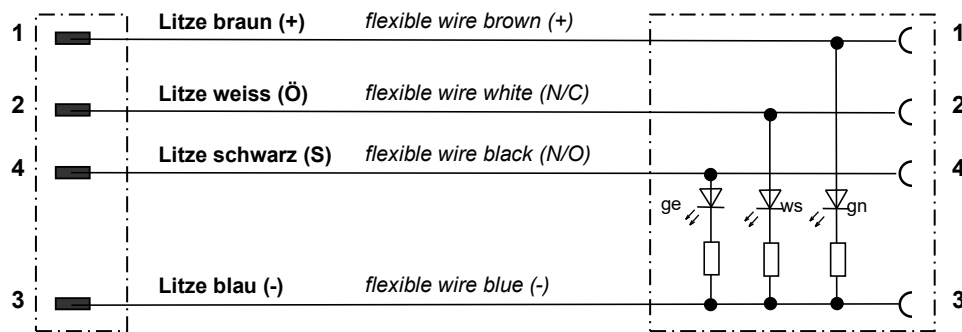 1 Litze braun (+) flexible wire brown (+) 1
2 Litze weiss (Ö) flexible wire white (N/C) 2
4 Litze schwarz (S) flexible wire black (N/O) 4
ge ws gn
3 Litze blau (-) flexible wire blue (-) 3